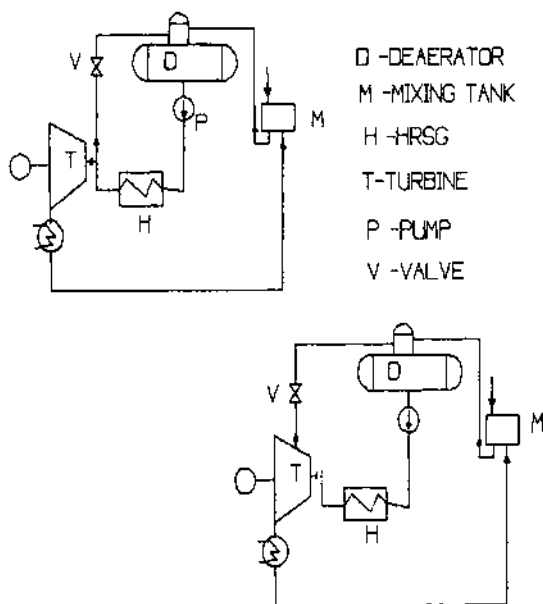 V
D
P
M
T
H
D -DEAERATOR
M -MIXING TANK
H -HRSG
T-TURBINE
P -PUMP
V -VALVE
D
V
M
T
H